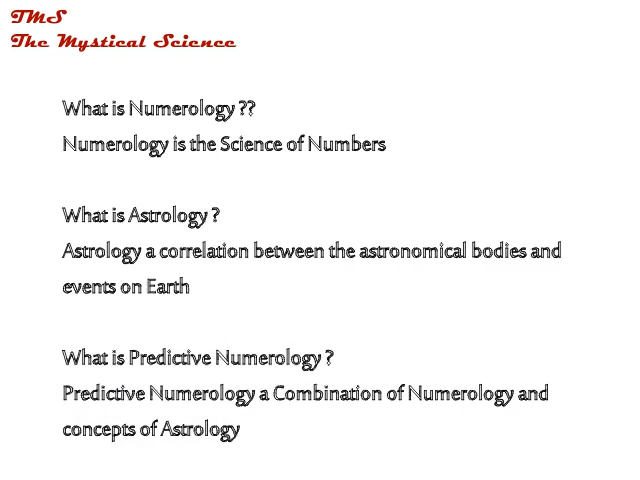 TMS
The Mystical Science
What is Numerology ??
Numerology is the Science of Numbers
What is Astrology ?
Astrology a correlation between the astronomical bodies and
events on Earth
What is Predictive Numerology ?
Predictive Numerology a Combination of Numerology and
concepts of Astrology